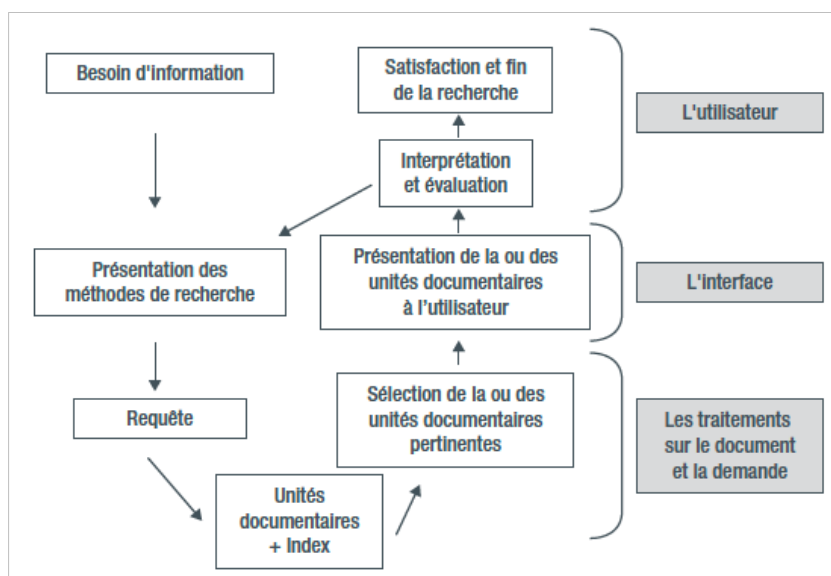 Besoin d'information
Satisfaction et fin
de la recherche
L'utilisateur
Interprétation
et évaluation
Présentation des
méthodes de recherche
Présentation de la ou des
unités documentaires
à l'utilisateur
L'interface
Requête
Sélection de la ou des
unités documentaires
pertinentes
Les traitements
sur le document
et la demande
Unités
documentaires
+ Index